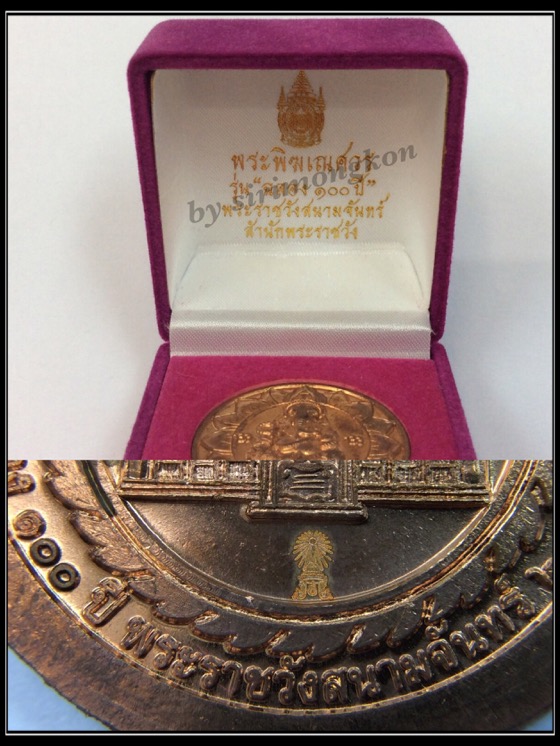 พระพิฆเนศวร
รุ่น "ฉลอง ๑๐๐ ปี"
พระราชวังสนามจันทร์
สำนักพระราชวัง
by sirimongkon
๑๐๐ ปี พระราชวังสนามจันทร์